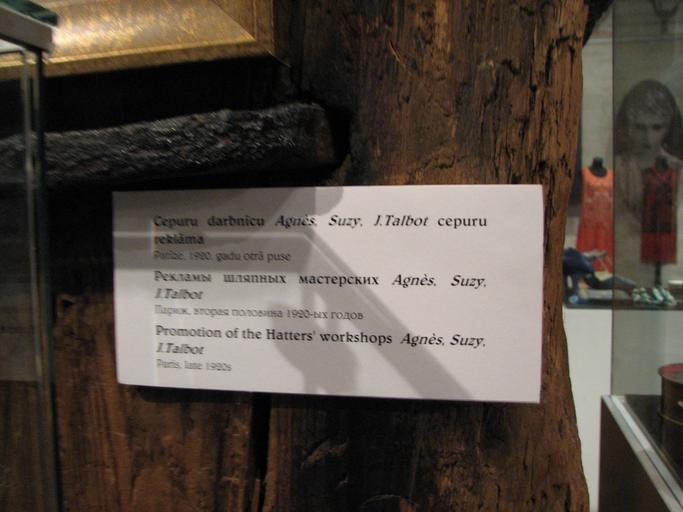 Cepuru darbnīcu Agnès, Suzy, J.Talbot cepuru
reklāma
Parīze, 1920. gadu otrā puse
Рекламы шляпных мастерских Agnès, Suzy,
J.Talbot
Париж, вторая половина 1920-ых годов
Promotion of the Hatters' workshops Agnès, Suzy,
J.Talbot
Paris, late 1920s